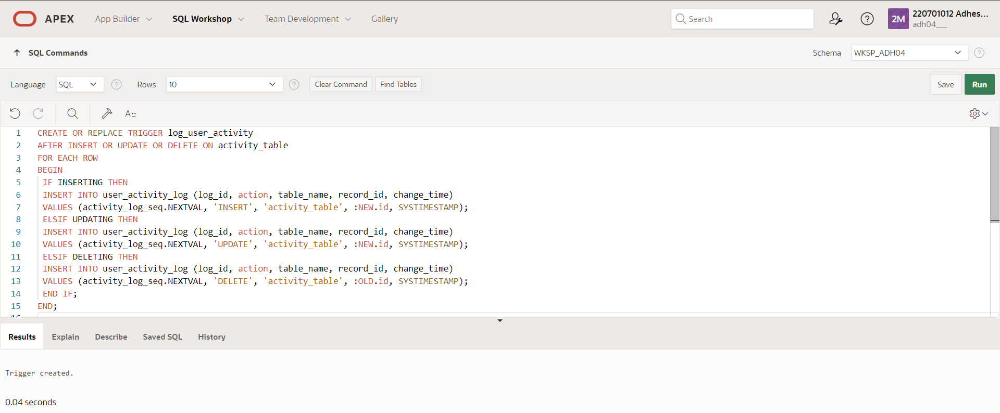 APEX App Builder SQL Workshop Team Development Gallery Search 2M 220701012 Adhes...
adh04___
SQL Commands Schema WKSP_ADH04
Language SQL Rows 10 Clear Command Find Tables Save Run
A::
1 CREATE OR REPLACE TRIGGER log_user_activity
2 AFTER INSERT OR UPDATE OR DELETE ON activity_table
3 FOR EACH ROW
4 BEGIN
5 IF INSERTING THEN
6 INSERT INTO user_activity_log (log_id, action, table_name, record_id, change_time)
7 VALUES (activity_log_seq.NEXTVAL, 'INSERT', 'activity_table', :NEW.id, SYSTIMESTAMP);
8 ELSIF UPDATING THEN
9 INSERT INTO user_activity_log (log_id, action, table_name, record_id, change_time)
10 VALUES (activity_log_seq.NEXTVAL, 'UPDATE', 'activity_table', :NEW.id, SYSTIMESTAMP);
11 ELSIF DELETING THEN
12 INSERT INTO user_activity_log (log_id, action, table_name, record_id, change_time)
13 VALUES (activity_log_seq.NEXTVAL, 'DELETE', 'activity_table', :OLD.id, SYSTIMESTAMP);
14 END IF;
15 END;
16
Results Explain Describe Saved SQL History
Trigger created.
0.04 seconds